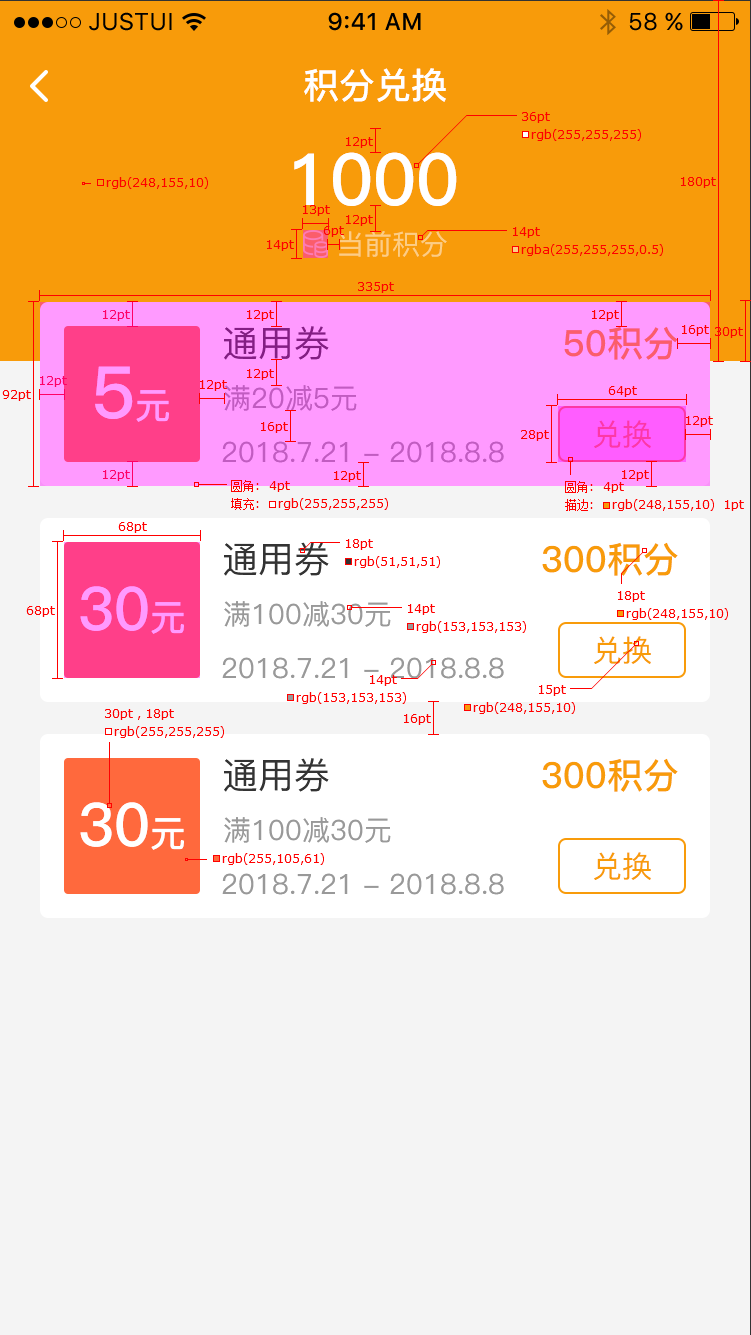 JUSTUI 9:41 AM 58 %
积分兑换
36pt
rgb(255,255,255)
12pt
1000
rgb(248,155,10)
180pt
13pt
12pt
6pt
14pt
当前积分
14pt
rgba(255,255,255,0.5)
335pt
12pt 12pt 12pt
通用券 50积分
16pt 30pt
92pt 12pt 5元 12pt 12pt
满20减5元
64pt
16pt 28pt 兑换 12pt
2018.7.21 – 2018.8.8
12pt 12pt 12pt
圆角: 4pt
填充: rgb(255,255,255)
圆角: 4pt
描边: rgb(248,155,10) 1pt
68pt
通用券 18pt
rgb(51,51,51)
300积分
18pt
rgb(248,155,10)
68pt 30元
满100减30元 14pt
rgb(153,153,153)
兑换
2018.7.21 – 2018.8.8
14pt
rgb(153,153,153)
15pt
rgb(248,155,10)
16pt
30pt , 18pt
rgb(255,255,255)
通用券 300积分
30元
满100减30元
rgb(255,105,61)
兑换
2018.7.21 – 2018.8.8